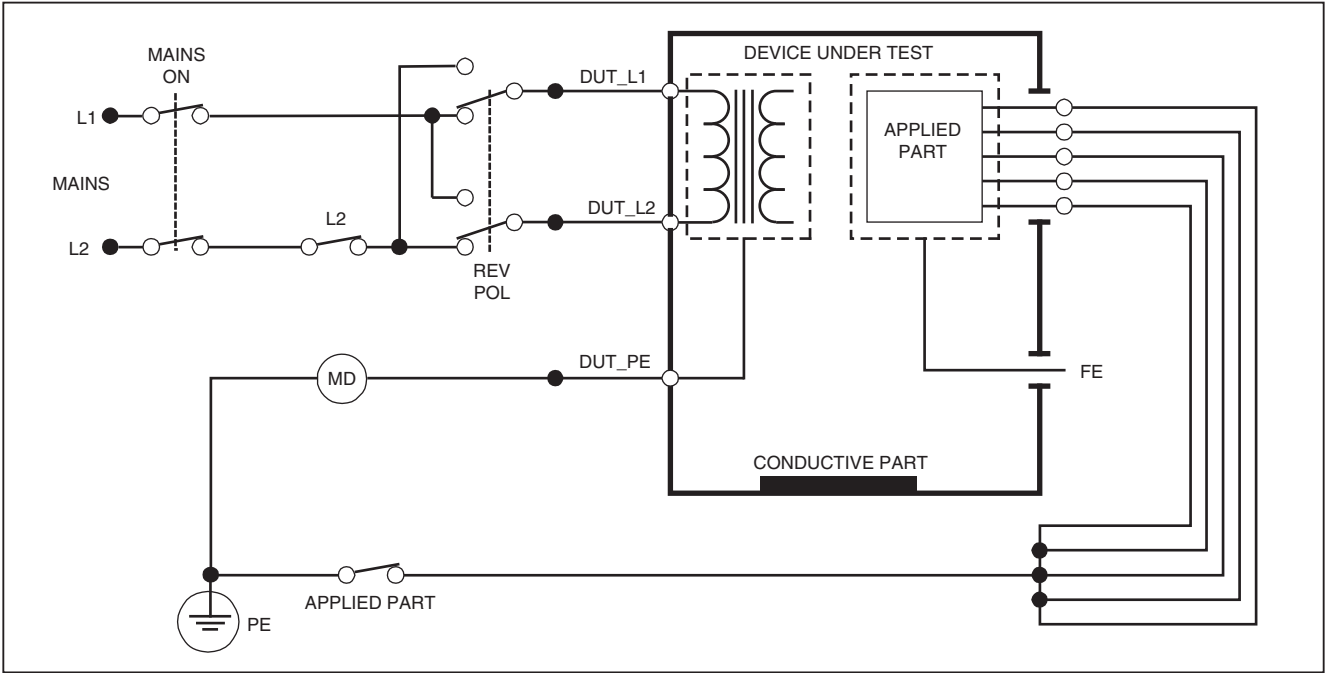 MAINS
ON
DEVICE UNDER TEST
DUT_L1
L1
APPLIED
PART
MAINS
DUT_L2
L2
L2
REV
POL
DUT_PE
MD
FE
CONDUCTIVE PART
APPLIED PART
PE